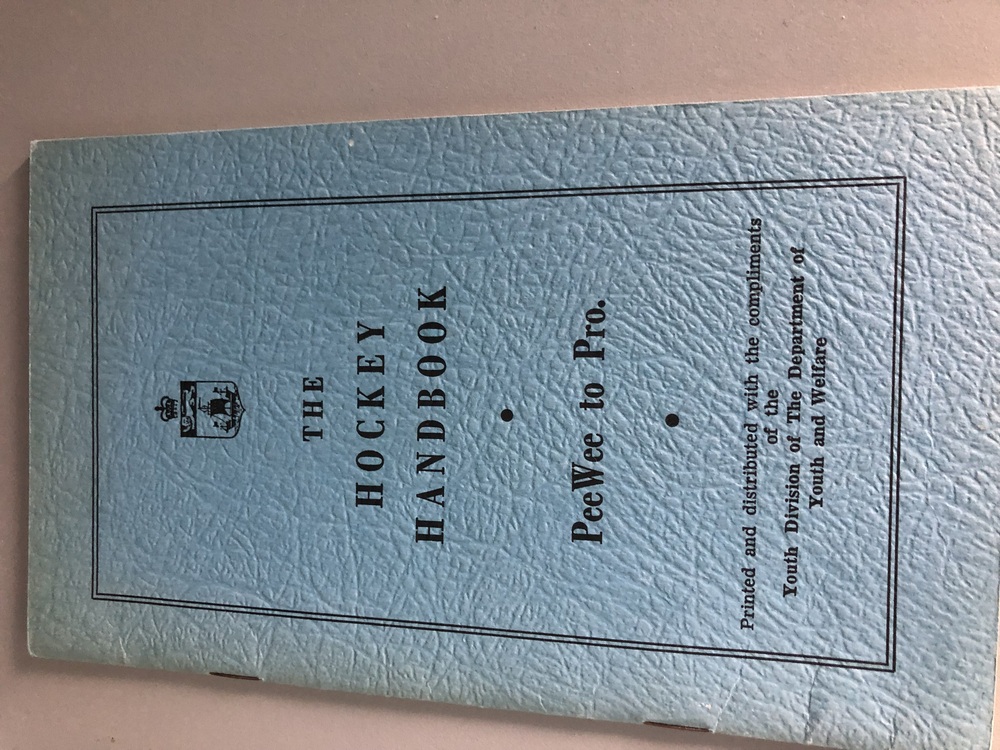 THE
HOCKEY
HANDBOOK
PeeWee to Pro.
Printed and distributed with the compliments
of the
Youth Division of The Department of
Youth and Welfare